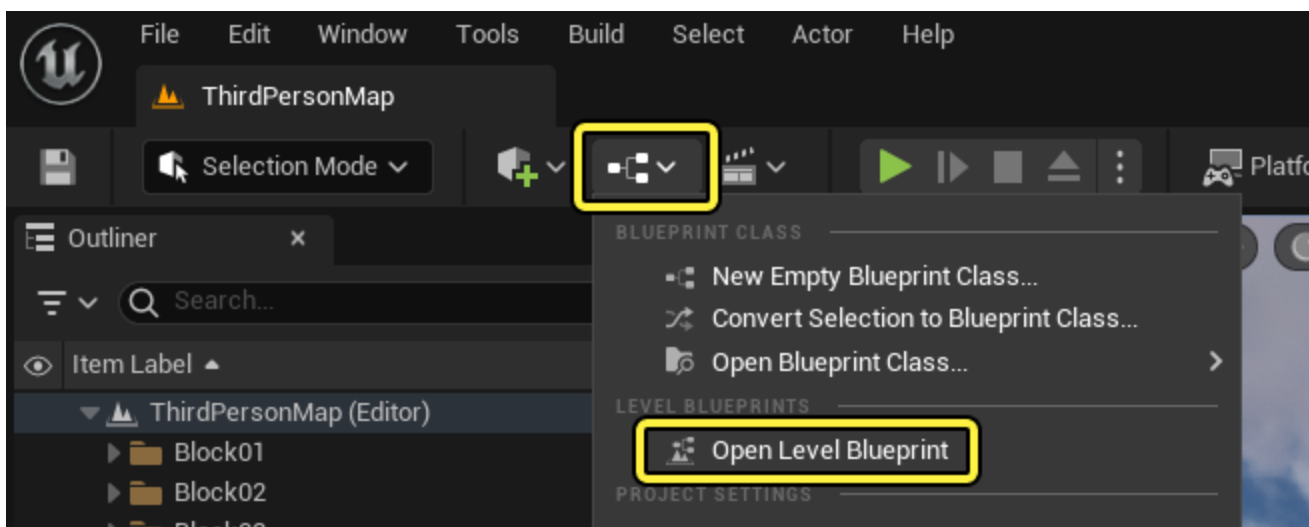 File Edit Window Tools Build Select Actor Help
ThirdPersonMap
Selection Mode
Outliner
Search...
Item Label
ThirdPersonMap (Editor)
Block01
Block02
BLUEPRINT CLASS
New Empty Blueprint Class...
Convert Selection to Blueprint Class...
Open Blueprint Class...
LEVEL BLUEPRINTS
Open Level Blueprint
PROJECT SETTINGS